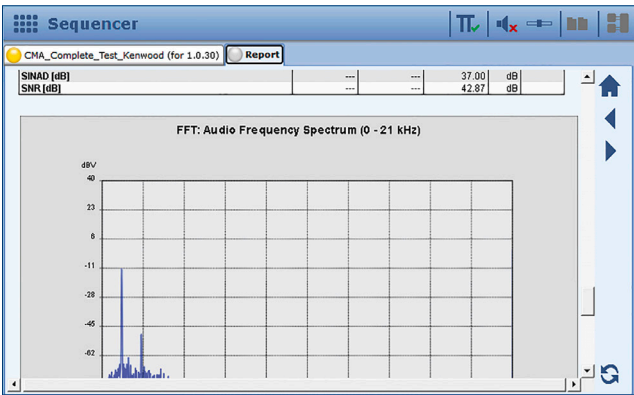 Sequencer
CMA_Complete_Test_Kenwood (for 1.0.30) Report
SINAD [dB] --- --- 37.00 dB
SNR [dB] --- --- 42.87 dB
FFT: Audio Frequency Spectrum (0 - 21 kHz)
dBV
40
23
6
-11
-28
-45
-62